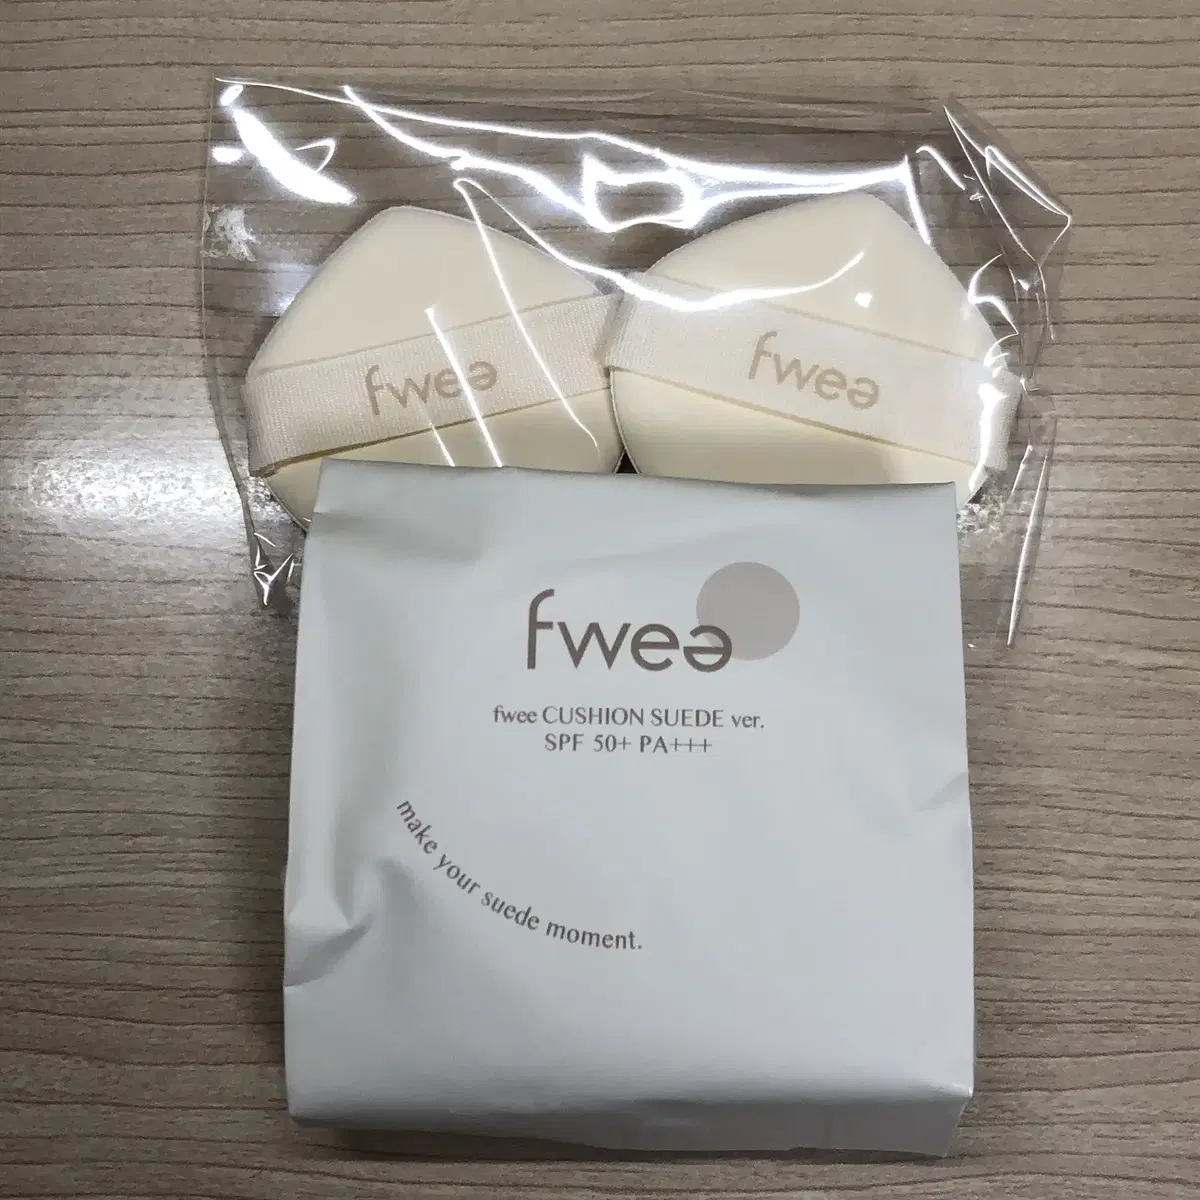 fwee
fwee
fwee
fwee CUSHION SUEDE ver.
SPF 50+ PA+++
make your suede moment.